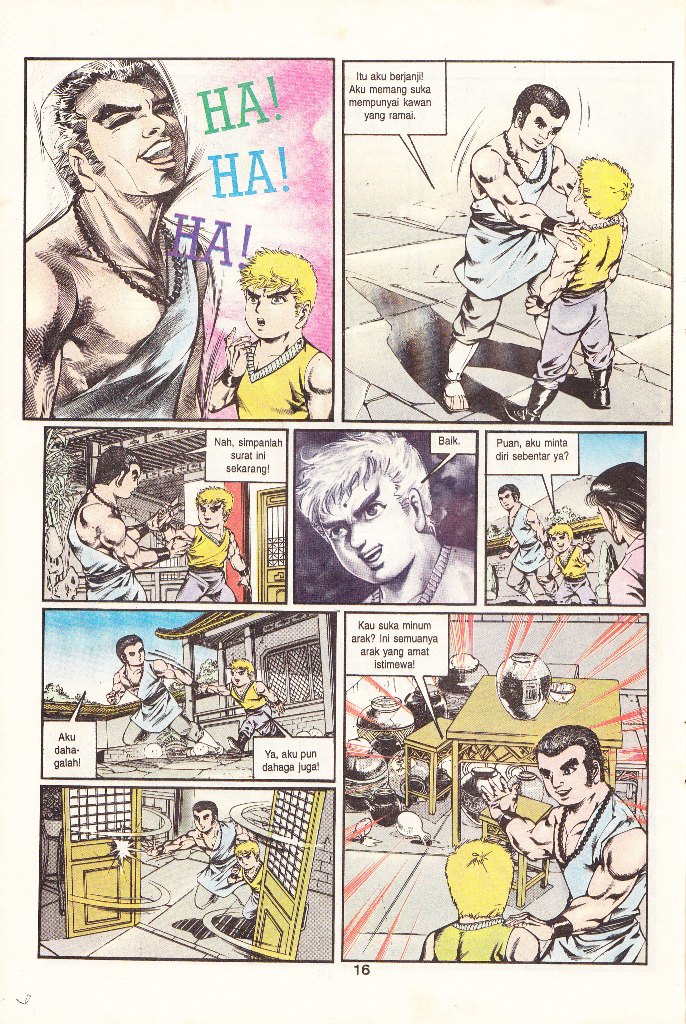 HA!
HA!
HA!
Itu aku berjanji!
Aku memang suka
mempunyai kawan
yang ramai.
Nah, simpanlah
surat ini
sekarang!
Baik.
Puan, aku minta
diri sebentar ya?
Aku
daha-
galah!
Ya, aku pun
dahaga juga!
Kau suka minum
arak? Ini semuanya
arak yang amat
istimewa!
16